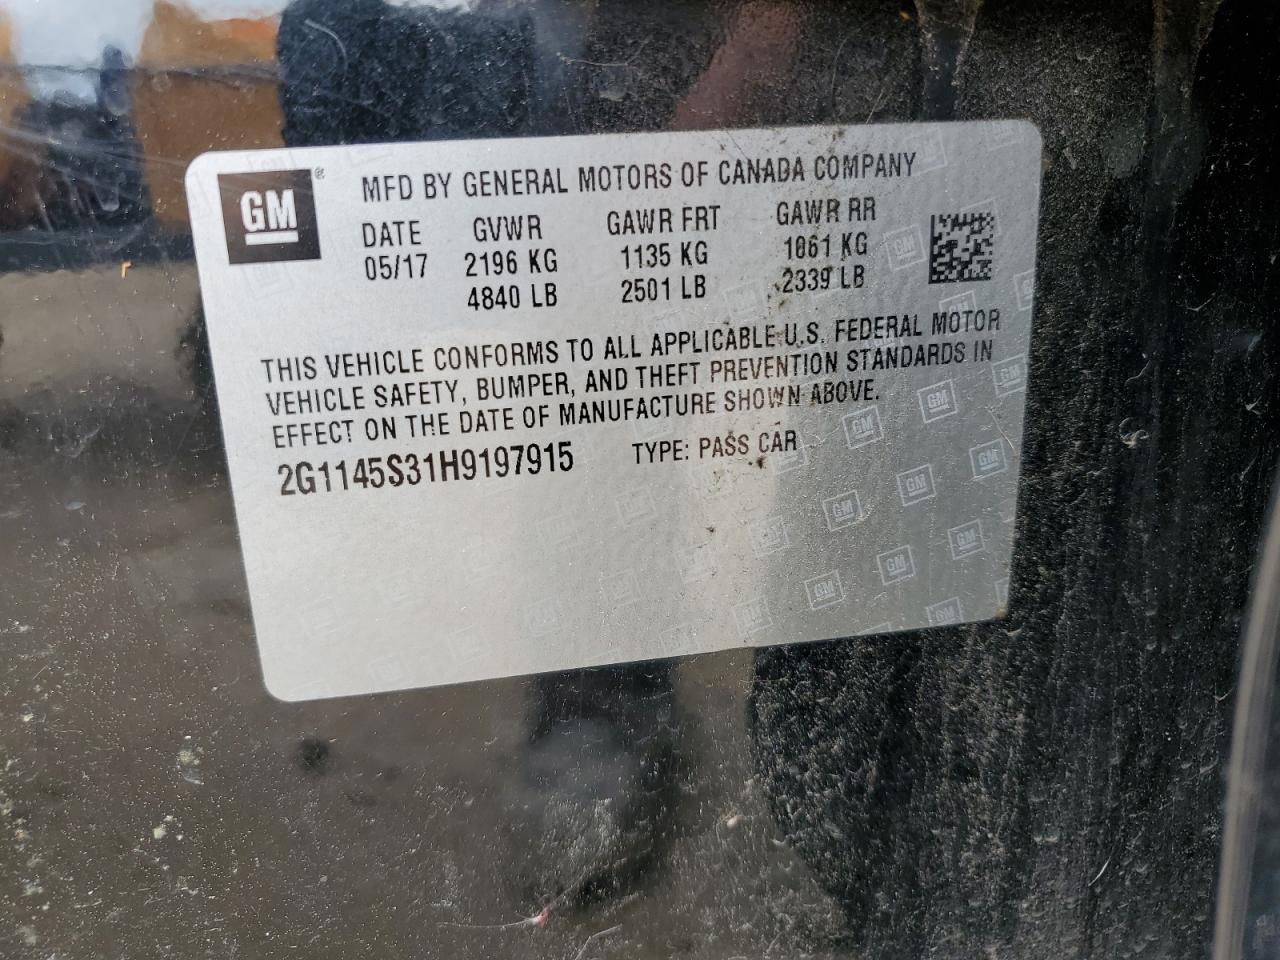 GM ® MFD BY GENERAL MOTORS OF CANADA COMPANY
DATE GVWR GAWR FRT GAWR RR
05/17 2196 KG 1135 KG 1061 KG
4840 LB 2501 LB 2339 LB
THIS VEHICLE CONFORMS TO ALL APPLICABLE U.S. FEDERAL MOTOR
VEHICLE SAFETY, BUMPER, AND THEFT PREVENTION STANDARDS IN
EFFECT ON THE DATE OF MANUFACTURE SHOWN ABOVE.
2G1145S31H9197915 TYPE: PASS CAR